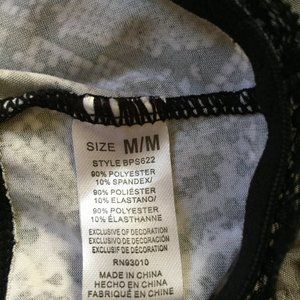 SIZE M/M
STYLE BPS622
90% POLYESTER
10% SPANDEX/
90% POLIÉSTER
10% ELASTANO/
90% POLYESTER
10% ÉLASTHANNE
EXCLUSIVE OF DECORATION
EXCLUSIVO DE DECORACIÓN
EXCLUSIF DE DÉCORATION
RN93010
MADE IN CHINA
HECHO EN CHINA
FABRIQUÉ EN CHINE